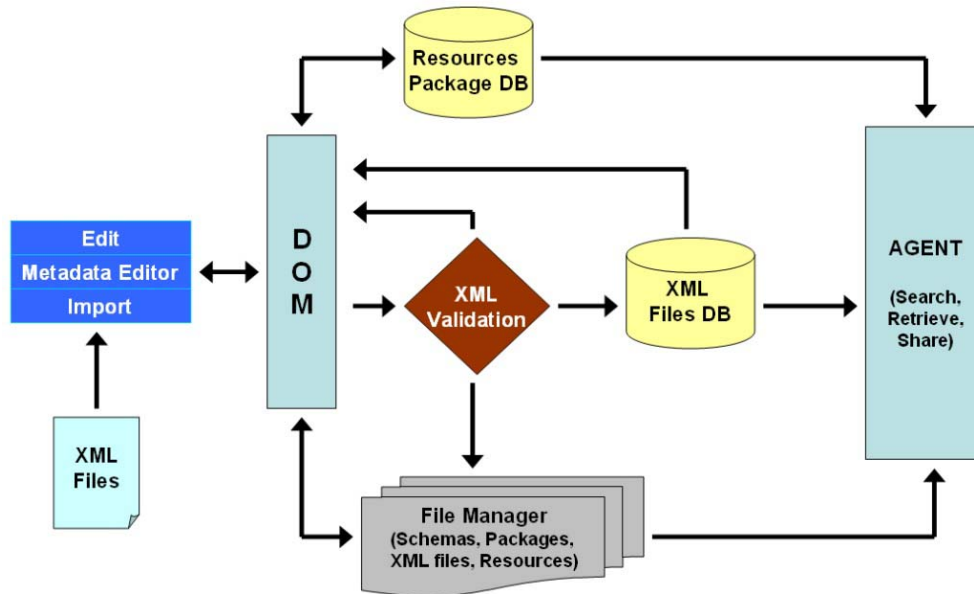 Resources
Package DB
Edit
Metadata Editor
Import
XML
Files
D
O
M
XML
Validation
XML
Files DB
AGENT
(Search,
Retrieve,
Share)
File Manager
(Schemas, Packages,
XML files, Resources)